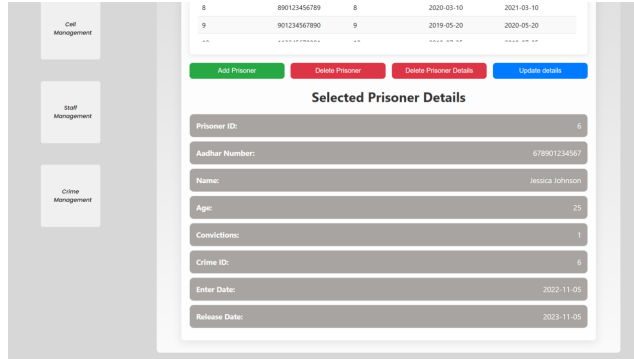 Cell
Management
Staff
Management
Crime
Management
8 890123456789 8 2020-03-10 2021-03-10
9 901234567890 9 2019-05-20 2020-05-20
Add Prisoner Delete Prisoner Delete Prisoner Details Update details
Selected Prisoner Details
Prisoner ID: 6
Aadhar Number: 678901234567
Name: Jessica Johnson
Age: 25
Convictions: 1
Crime ID: 6
Enter Date: 2022-11-05
Release Date: 2023-11-05